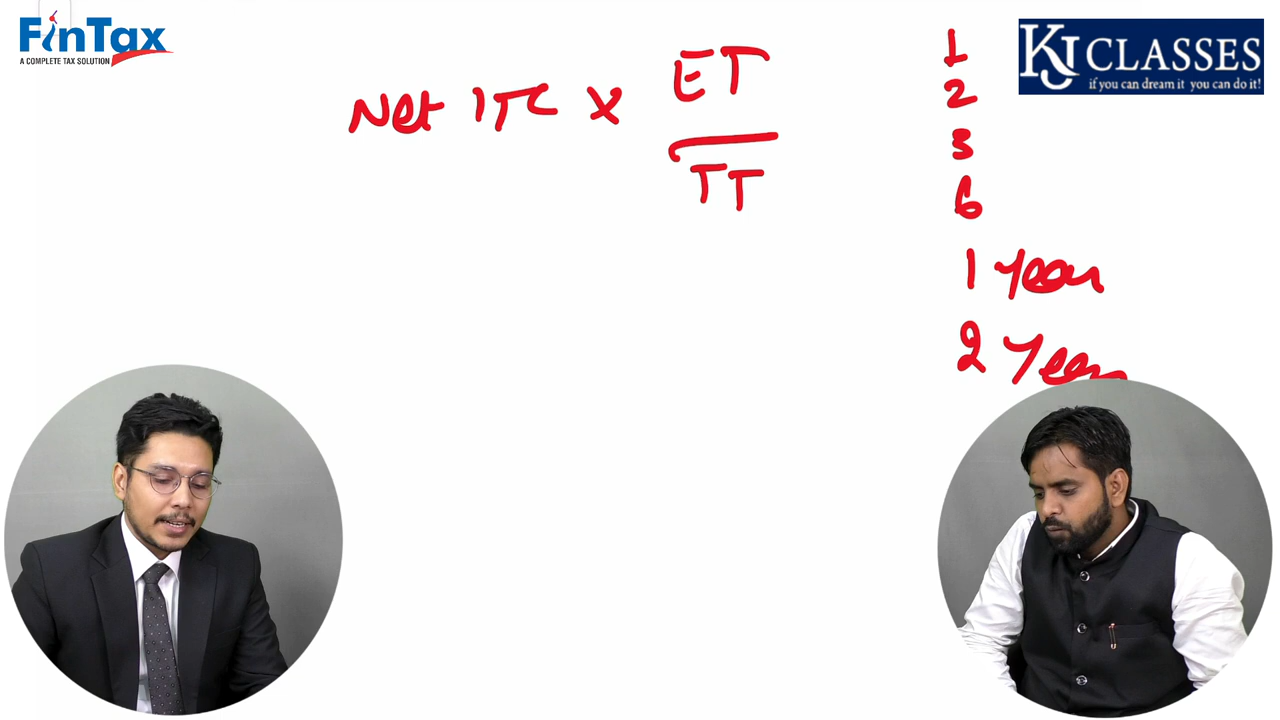 FinTax
A COMPLETE TAX SOLUTION
KJ CLASSES
if you can dream it you can do it!
Net ITC X ET
TT
1
2
3
6
1 year
2 Year